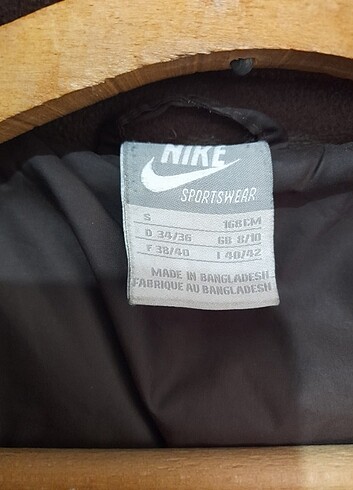 NIKE
SPORTSWEAR
S 168CM
D 34/36 GB 8/10
F 38/40 I 40/42
MADE IN BANGLADESH
FABRIQUE AU BANGLADESH